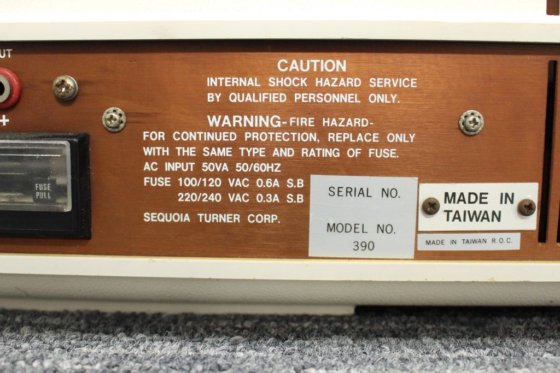 UT
+
FUSE
PULL
CAUTION
INTERNAL SHOCK HAZARD SERVICE
BY QUALIFIED PERSONNEL ONLY.
WARNING-FIRE HAZARD-
FOR CONTINUED PROTECTION, REPLACE ONLY
WITH THE SAME TYPE AND RATING OF FUSE.
AC INPUT 50VA 50/60HZ
FUSE 100/120 VAC 0.6A S.B
220/240 VAC 0.3A S.B
SEQUOIA TURNER CORP.
SERIAL NO.
MODEL NO.
390
MADE IN
TAIWAN
MADE IN TAIWAN R.O.C.